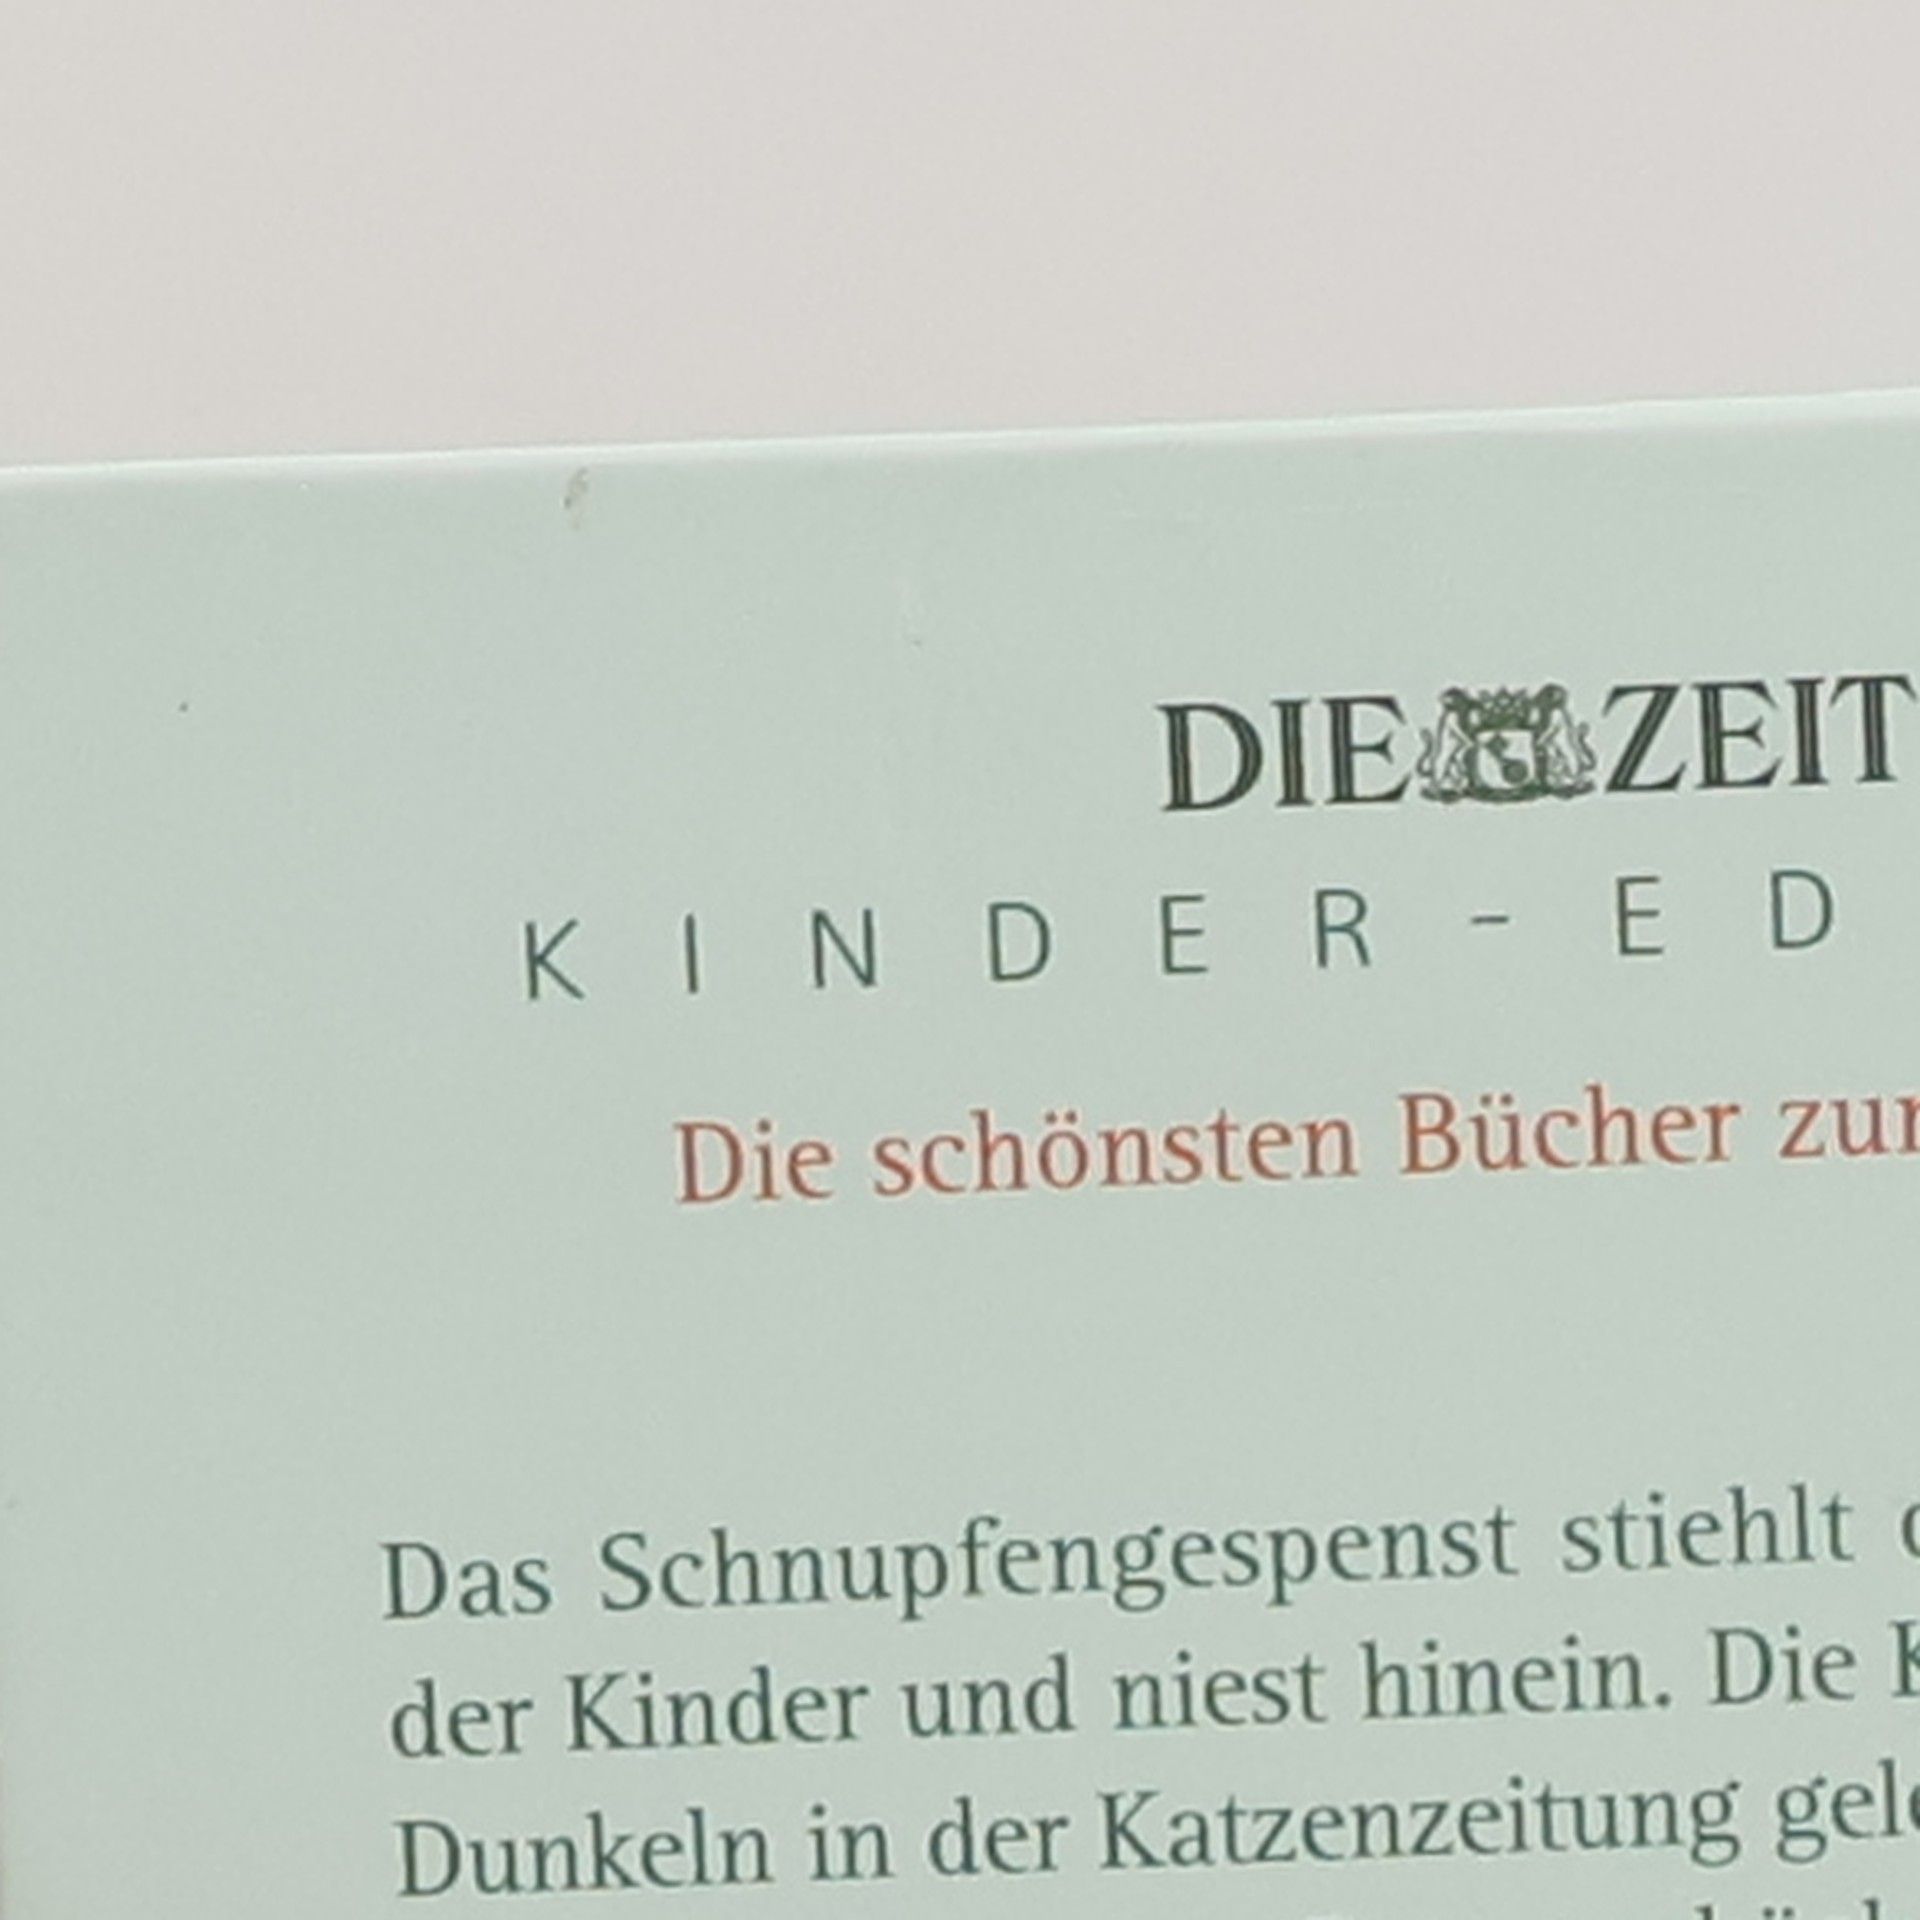 DIE ZEIT
KINDER-ED
Die schönsten Bücher zur
Das Schnupfengespenst stiehlt
der Kinder und niest hinein. Die
Dunkeln in der Katzenzeitung